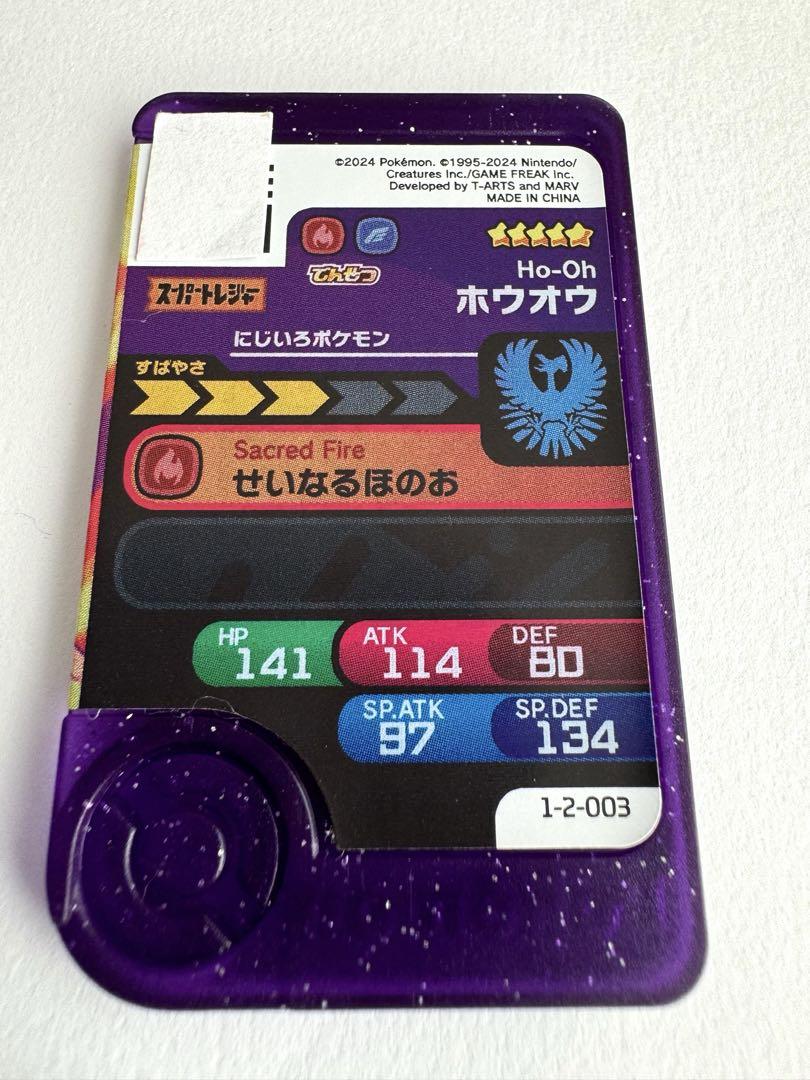 ©2024 Pokémon. ©1995-2024 Nintendo/
Creatures Inc./GAME FREAK inc.
Developed by T-ARTS and MARV
MADE IN CHINA
でんせつ
スーパートレジャー
Ho-Oh
ホウオウ
にじいろポケモン
すばやさ
Sacred Fire
せいなるほのお
HP
141
ATK
114
DEF
80
SP.ATK
97
SP.DEF
134
1-2-003